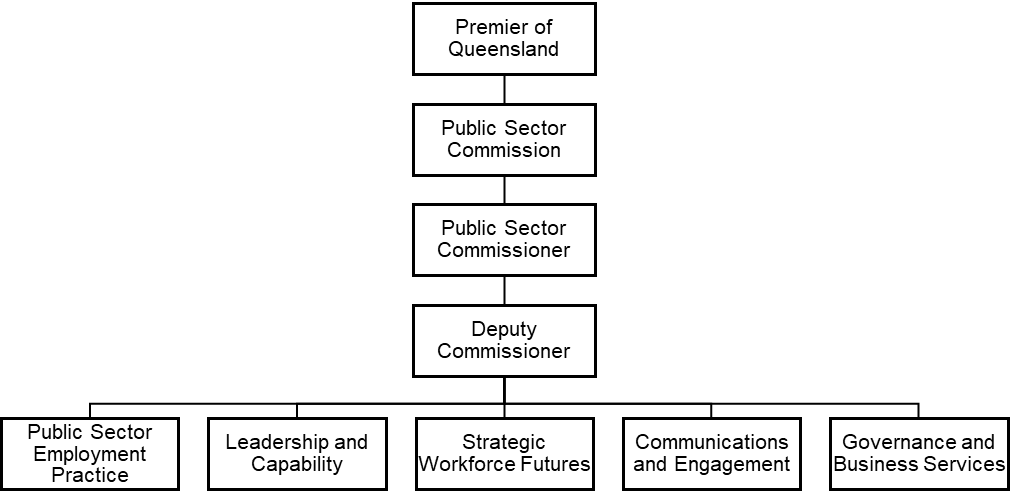 Premier of
Queensland
Public Sector
Commission
Public Sector
Commissioner
Deputy
Commissioner
Public Sector
Employment
Practice
Leadership and
Capability
Strategic
Workforce Futures
Communications
and Engagement
Governance and
Business Services